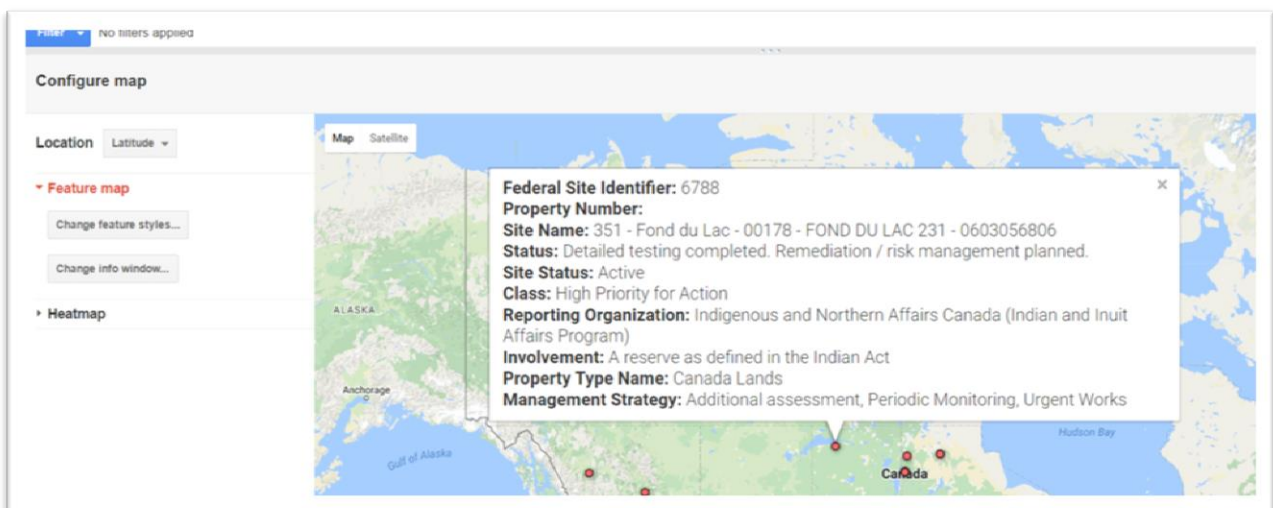 Filter No filters applied
Configure map
Location Latitude
Map Satellite
Feature map
Change feature styles...
Change info window...
Heatmap
Federal Site Identifier: 6788
Property Number:
Site Name: 351 - Fond du Lac - 00178 - FOND DU LAC 231 - 0603056806
Status: Detailed testing completed. Remediation / risk management planned.
Site Status: Active
Class: High Priority for Action
Reporting Organization: Indigenous and Northern Affairs Canada (Indian and Inuit
Affairs Program)
Involvement: A reserve as defined in the Indian Act
Property Type Name: Canada Lands
Management Strategy: Additional assessment, Periodic Monitoring, Urgent Works
ALASKA
Anchorage
Gulf of Alaska
Hudson Bay
Canada